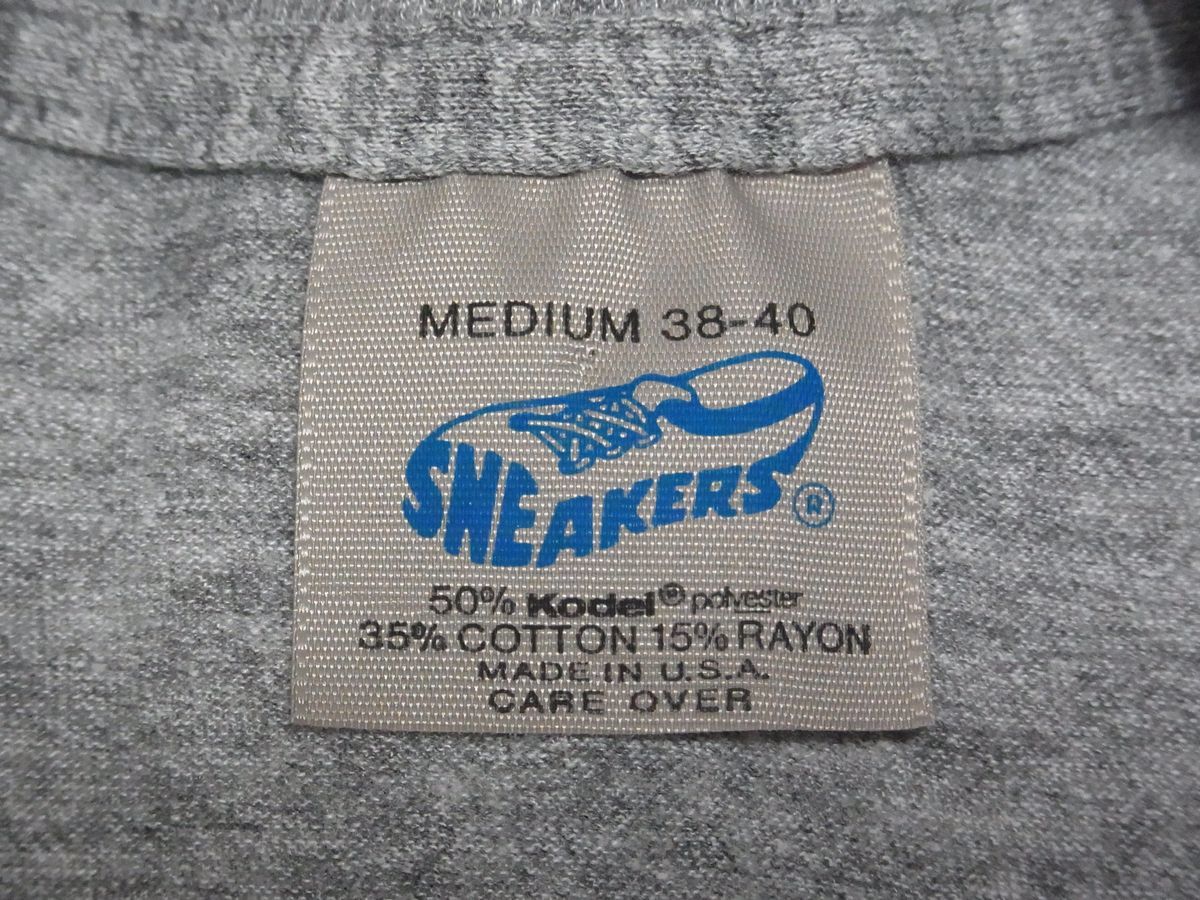 MEDIUM 38-40
SNEAKERS®
50% Kodel® polyester
35% COTTON 15% RAYON
MADE IN U.S.A.
CARE OVER